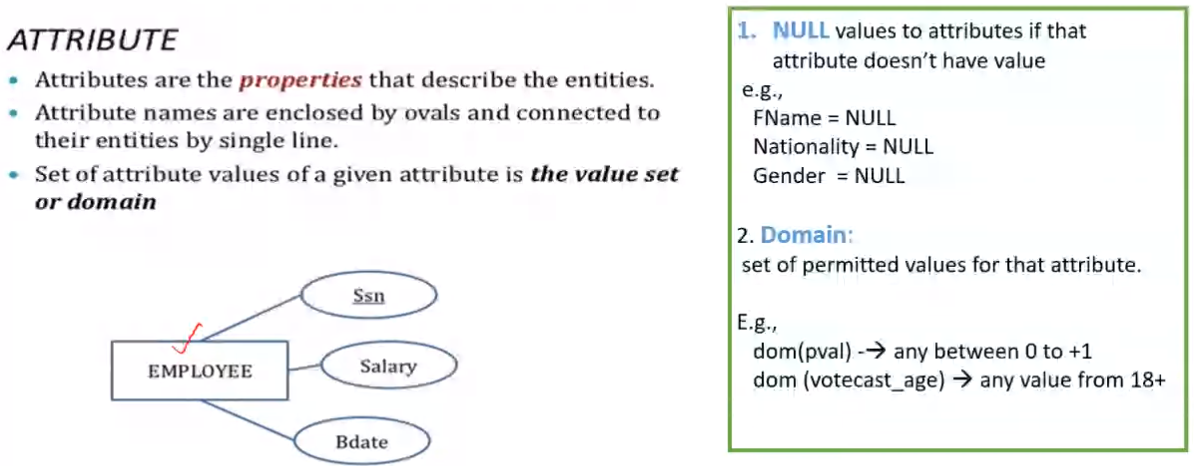 ATTRIBUTE
• Attributes are the properties that describe the entities.
• Attribute names are enclosed by ovals and connected to
their entities by single line.
• Set of attribute values of a given attribute is the value set
or domain
Ssn
EMPLOYEE
Salary
Bdate
1. NULL values to attributes if that
attribute doesn’t have value
e.g.,
FName = NULL
Nationality = NULL
Gender = NULL
2. Domain:
set of permitted values for that attribute.
E.g.,
dom(pval) -→ any between 0 to +1
dom (votecast_age) → any value from 18+